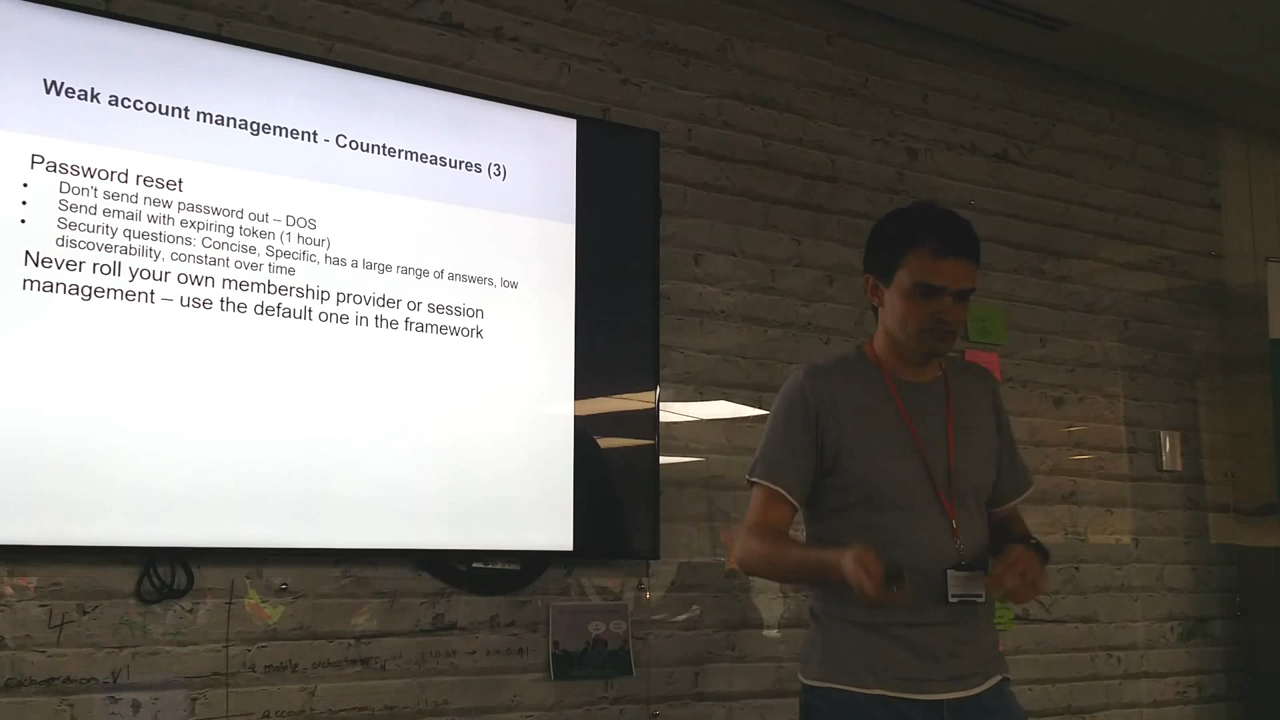 Weak account management - Countermeasures (3)
Password reset
• Don't send new password out – DOS
• Send email with expiring token (1 hour)
• Security questions: Concise, Specific, has a large range of answers, low
discoverability, constant over time
Never roll your own membership provider or session
management – use the default one in the framework
4